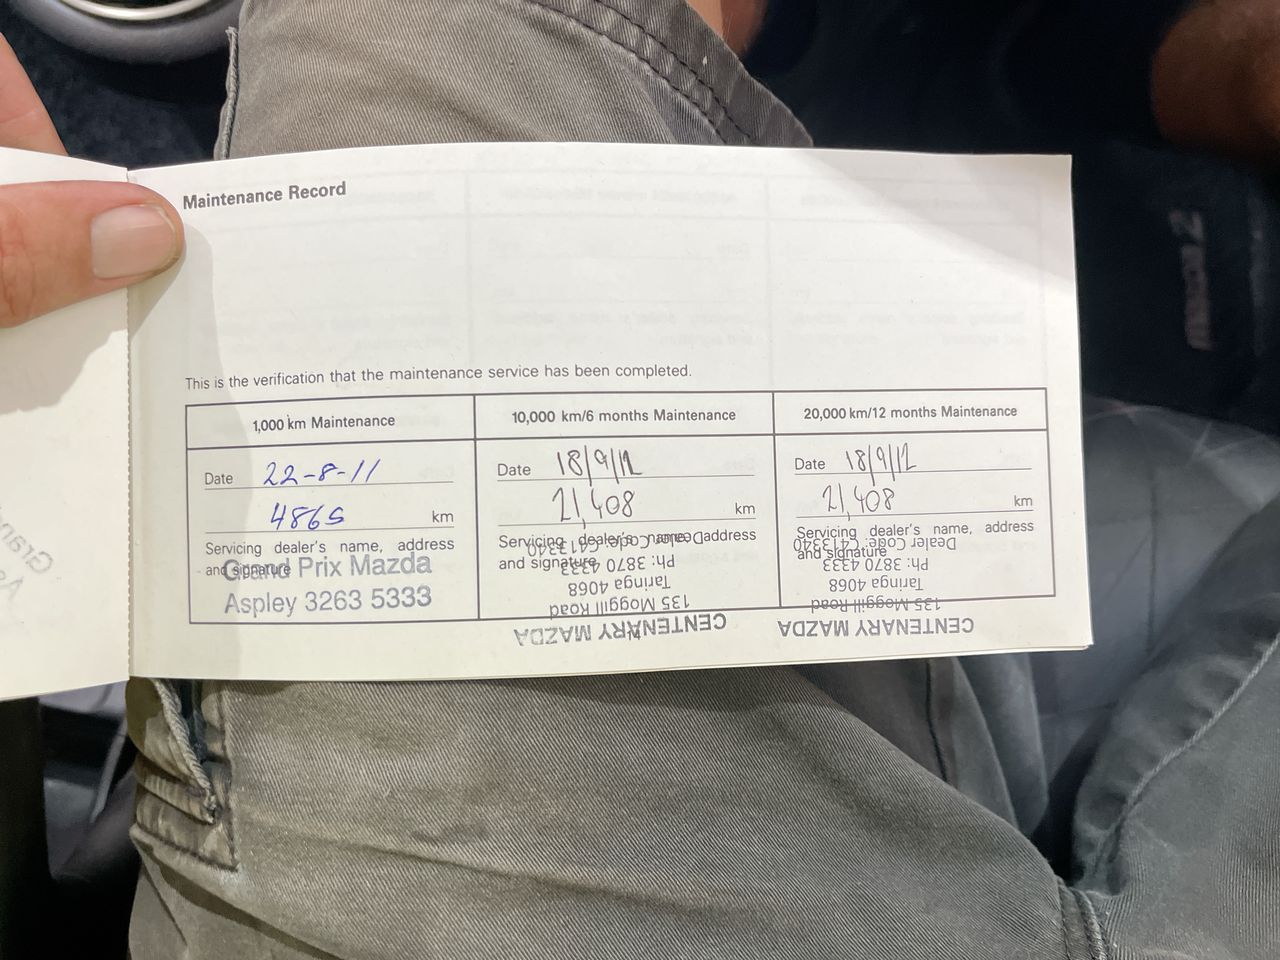 Maintenance Record
This is the verification that the maintenance service has been completed.
1,000 km Maintenance
Date 22-8-11
4865 km
Servicing dealer's name, address
and signature
Grand Prix Mazda
Aspley 3263 5333
10,000 km/6 months Maintenance
Date 18/9/12
21,408 km
Servicing dealer's name, address
and signature
CENTENARY MAZDA
135 Moggill Road
Taringa 4068
Ph: 3870 4333
Dealer Code: C413340
20,000 km/12 months Maintenance
Date 18/9/12
21,408 km
Servicing dealer's name, address
and signature
CENTENARY MAZDA
135 Moggill Road
Taringa 4068
Ph: 3870 4333
Dealer Code: C413340